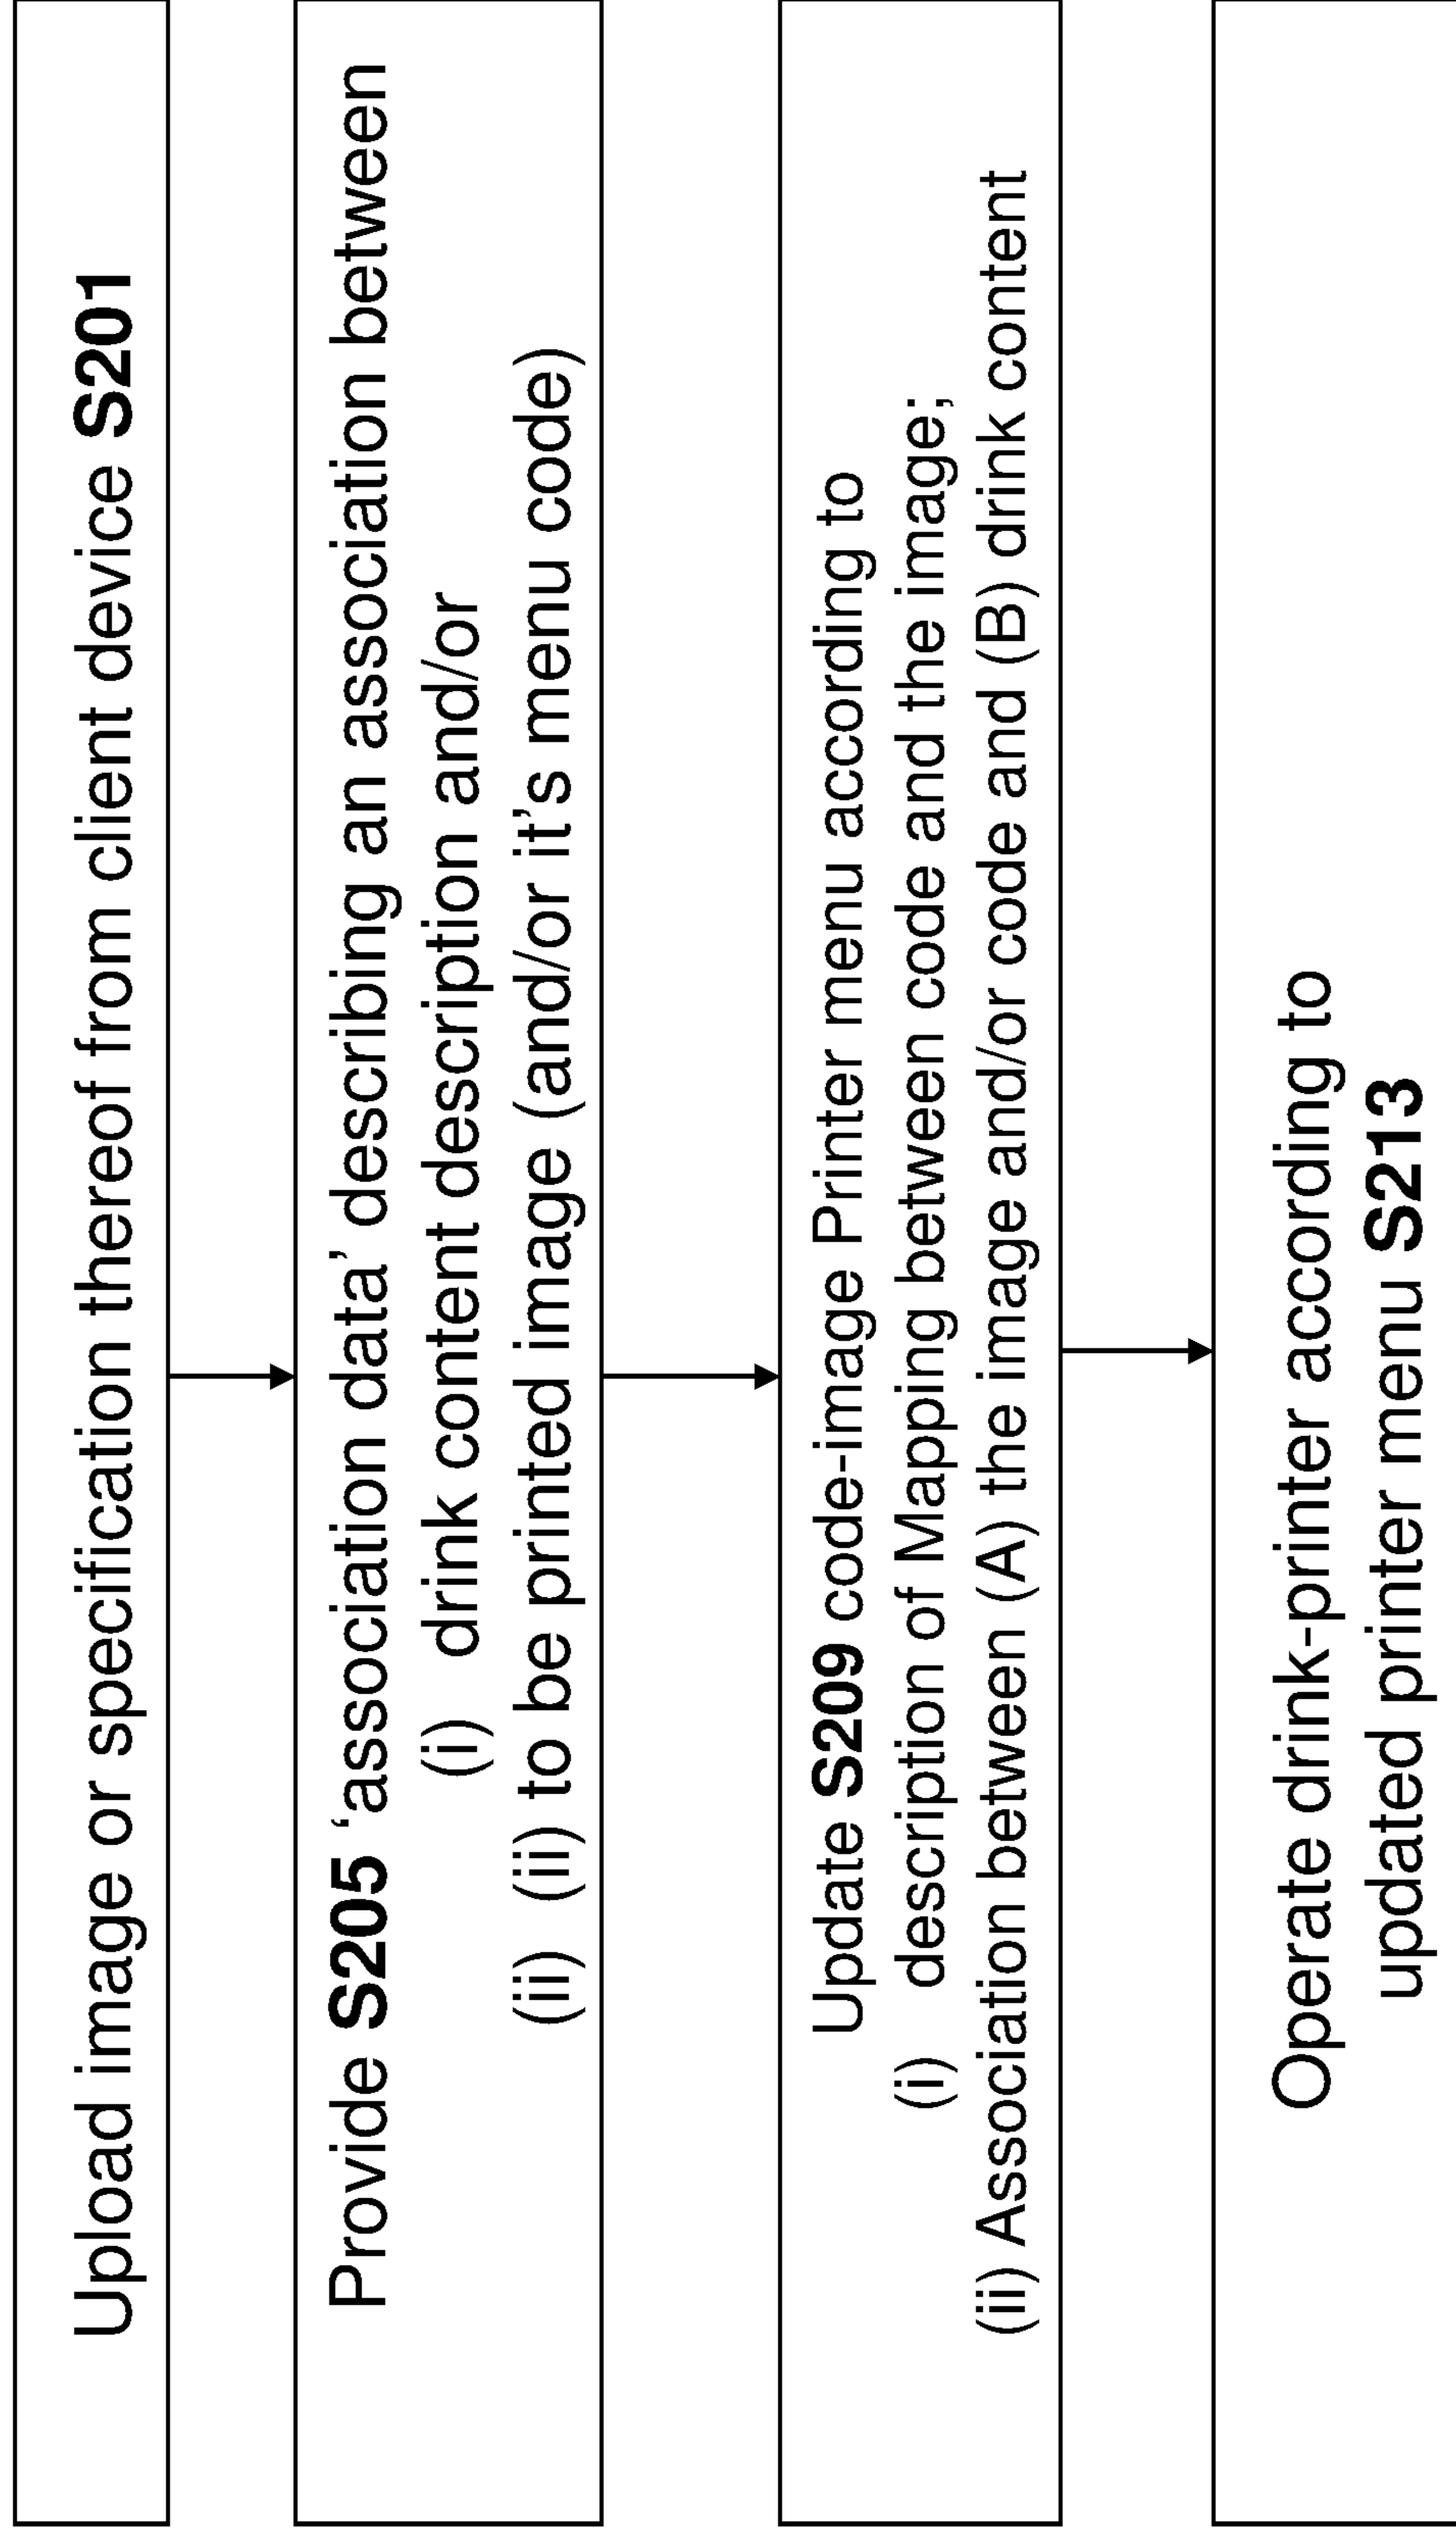 Upload image or specification thereof from client device S201
Provide S205 ‘association data’ describing an association between
(i) drink content description and/or
(ii) (ii) to be printed image (and/or it’s menu code)
Update S209 code-image Printer menu according to
(i) description of Mapping between code and the image;
(ii) Association between (A) the image and/or code and (B) drink content
Operate drink-printer according to
updated printer menu S213